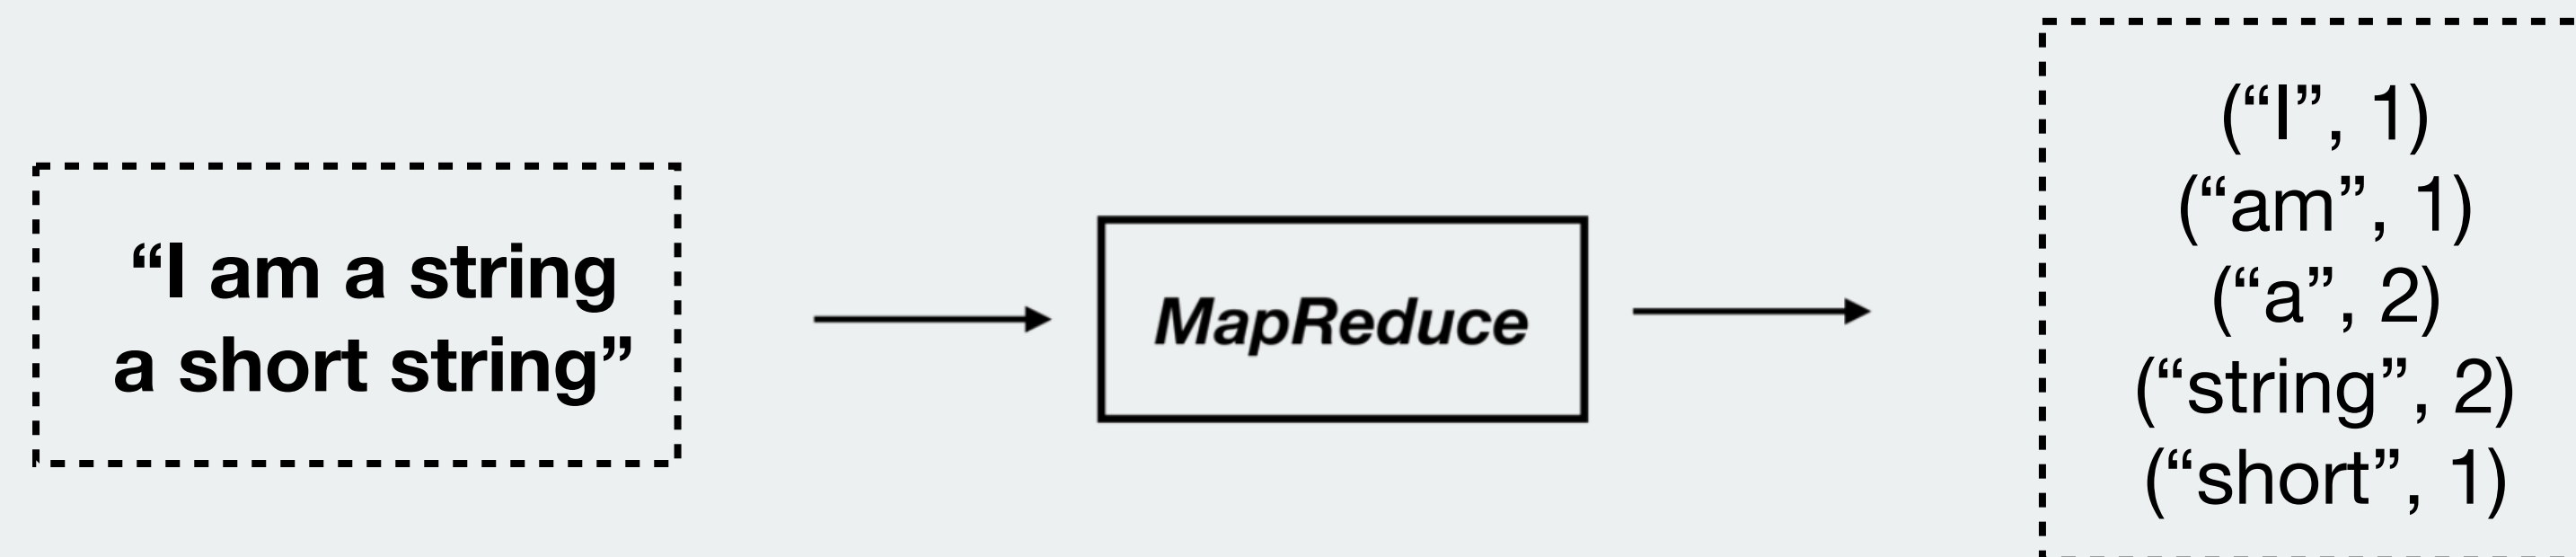 “I am a string
a short string”
MapReduce
(“I”, 1)
(“am”, 1)
(“a”, 2)
(“string”, 2)
(“short”, 1)